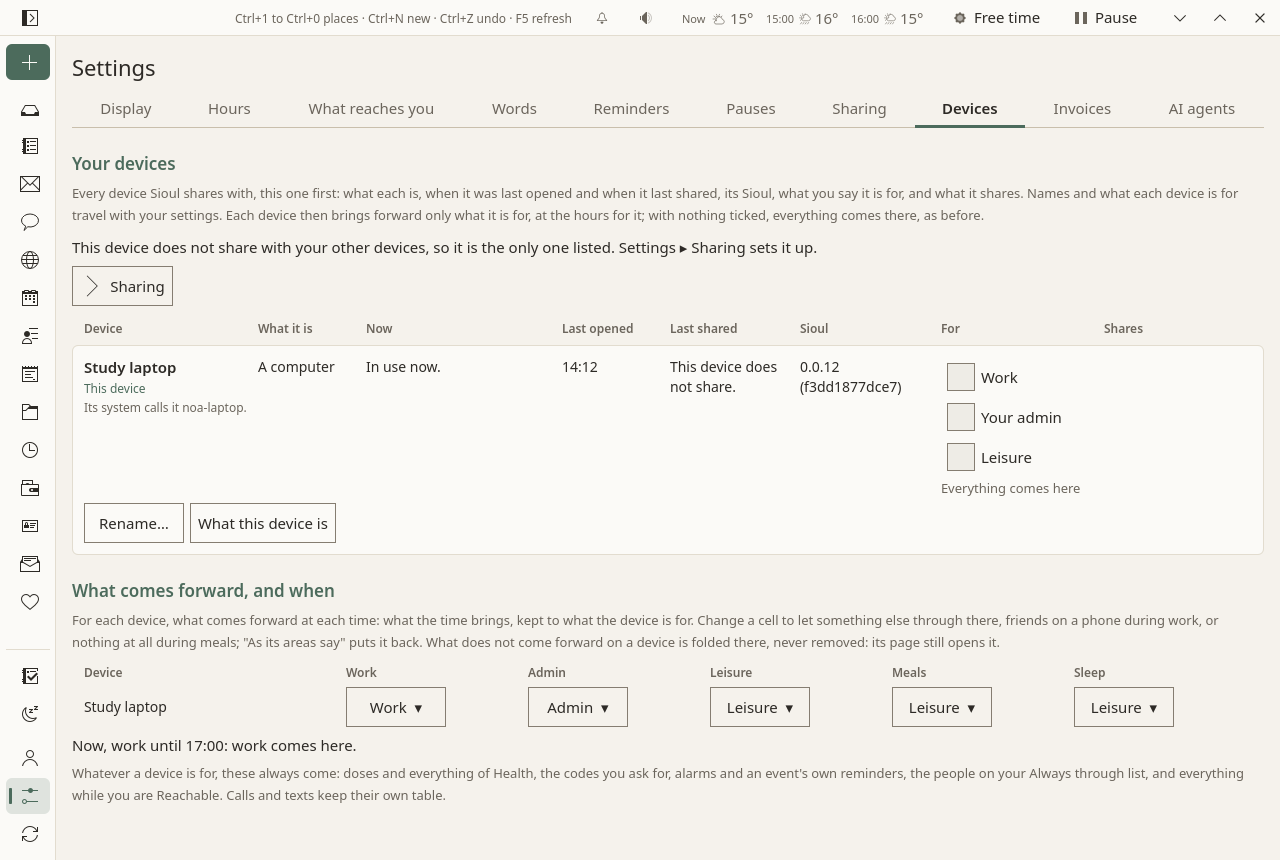 Ctrl+1 to Ctrl+0 places · Ctrl+N new · Ctrl+Z undo · F5 refresh
Now 15° 15:00 16° 16:00 15°
Free time
Pause
Settings
Display Hours What reaches you Words Reminders Pauses Sharing Devices Invoices AI agents
Your devices
Every device Sioul shares with, this one first: what each is, when it was last opened and when it last shared, its Sioul, what you say it is for, and what it shares. Names and what each device is for
travel with your settings. Each device then brings forward only what it is for, at the hours for it; with nothing ticked, everything comes there, as before.
This device does not share with your other devices, so it is the only one listed. Settings ▸ Sharing sets it up.
Sharing
Device What it is Now Last opened Last shared Sioul For Shares
Study laptop A computer In use now. 14:12 This device does 0.0.12
not share. (f3dd1877dce7)
This device
Its system calls it noa-laptop.
Work
Your admin
Leisure
Everything comes here
Rename... What this device is
What comes forward, and when
For each device, what comes forward at each time: what the time brings, kept to what the device is for. Change a cell to let something else through there, friends on a phone during work, or
nothing at all during meals; "As its areas say" puts it back. What does not come forward on a device is folded there, never removed: its page still opens it.
Device Work Admin Leisure Meals Sleep
Study laptop Work ▾ Admin ▾ Leisure ▾ Leisure ▾ Leisure ▾
Now, work until 17:00: work comes here.
Whatever a device is for, these always come: doses and everything of Health, the codes you ask for, alarms and an event's own reminders, the people on your Always through list, and everything
while you are Reachable. Calls and texts keep their own table.